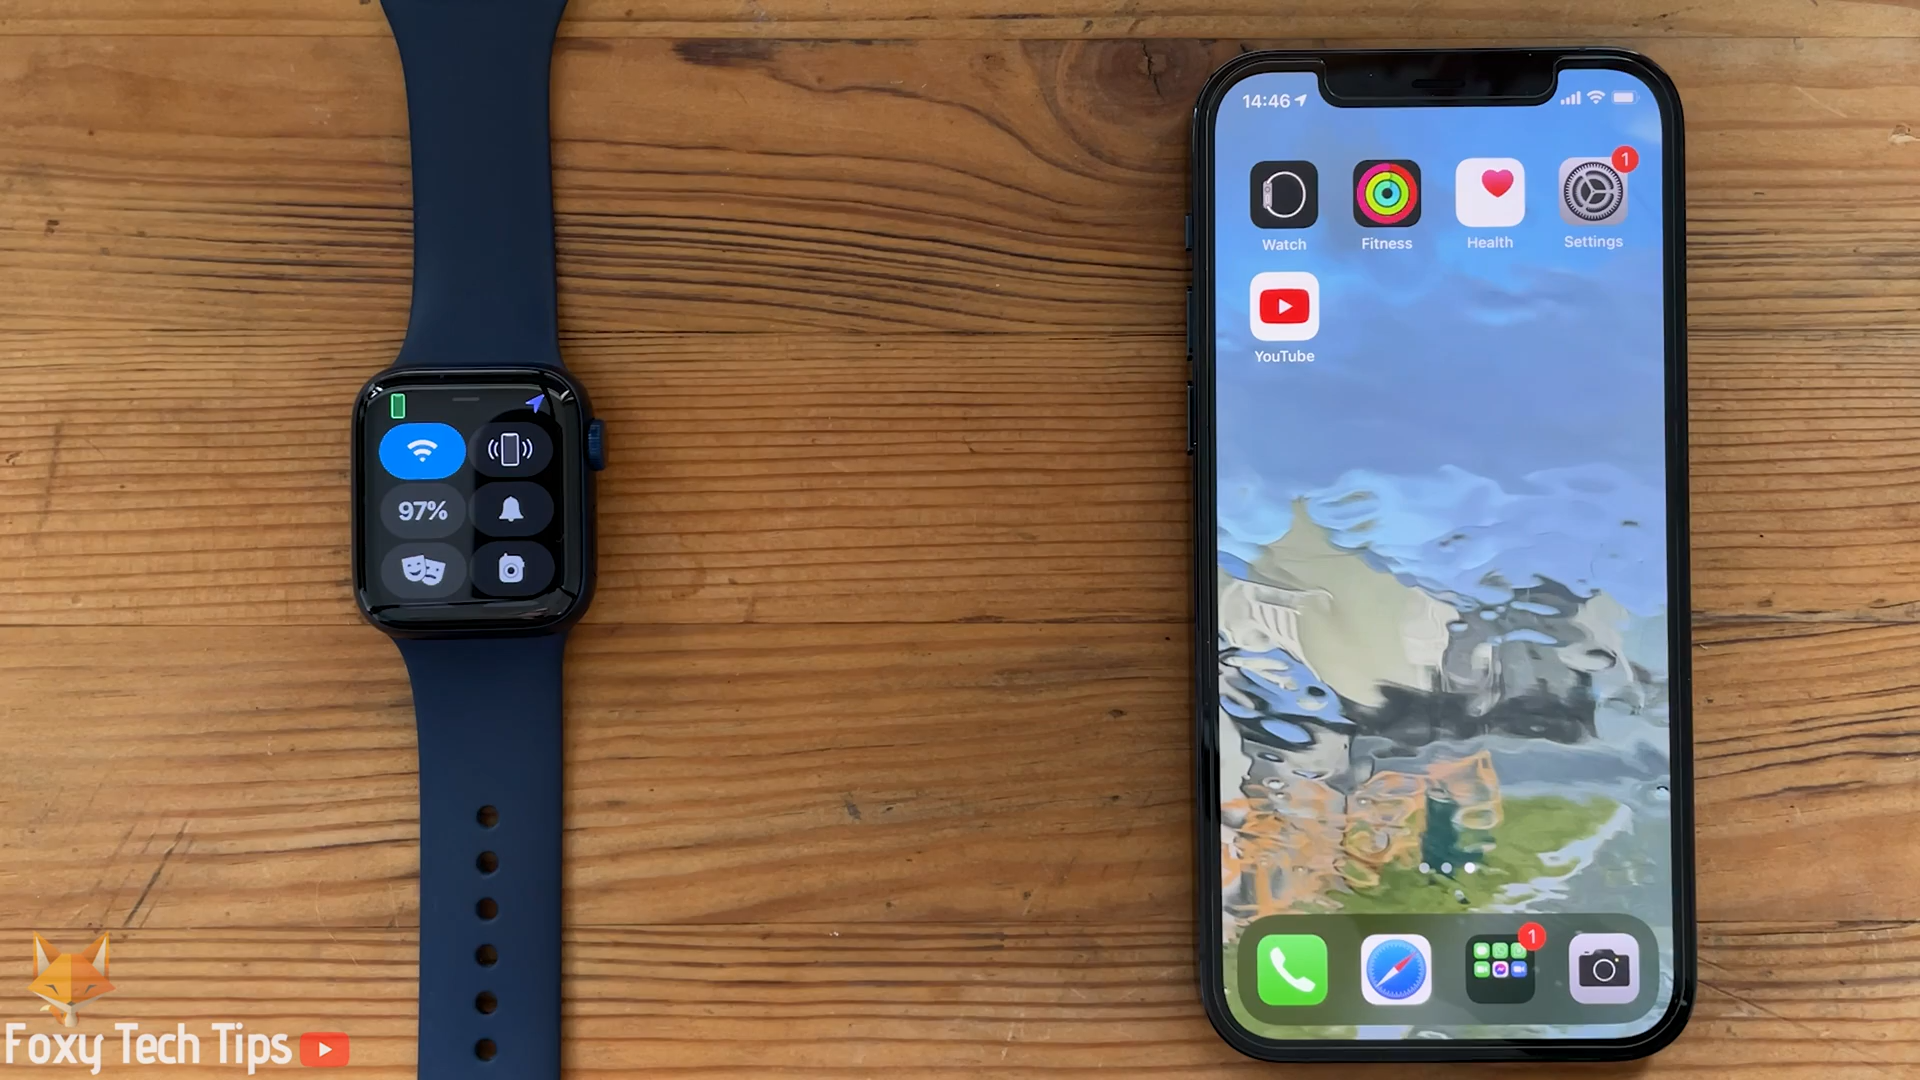 14:46
1
Watch
Fitness
Health
Settings
YouTube
97%
1
Foxy Tech Tips